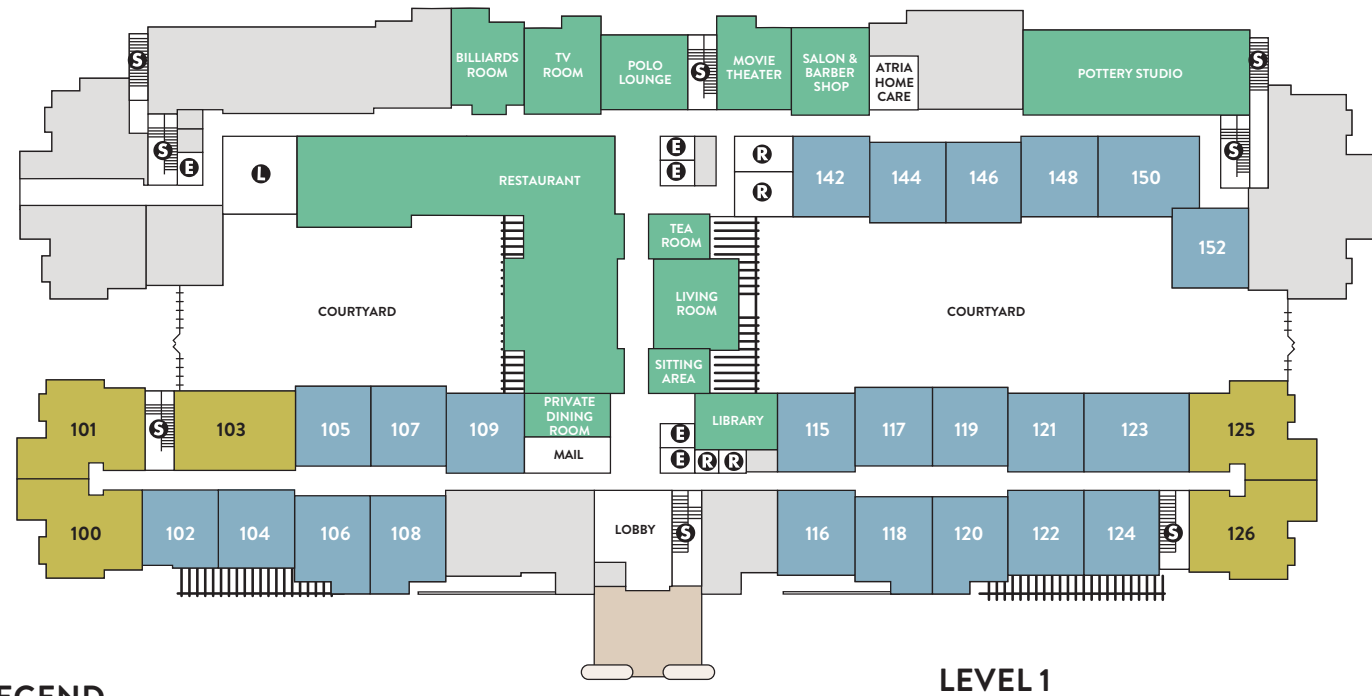 BILLIARDS
ROOM
TV
ROOM
POLO
LOUNGE
S
MOVIE
THEATER
SALON &
BARBER
SHOP
ATRIA
HOME
CARE
POTTERY STUDIO
S
S
S
E
L
RESTAURANT
E
E
R
R
142
144
146
148
150
S
152
TEA
ROOM
LIVING
ROOM
SITTING
AREA
COURTYARD
COURTYARD
101
S
103
105
107
109
PRIVATE
DINING
ROOM
MAIL
E
E
R
R
LIBRARY
115
117
119
121
123
125
100
102
104
106
108
LOBBY
S
116
118
120
122
124
S
126
LEVEL 1